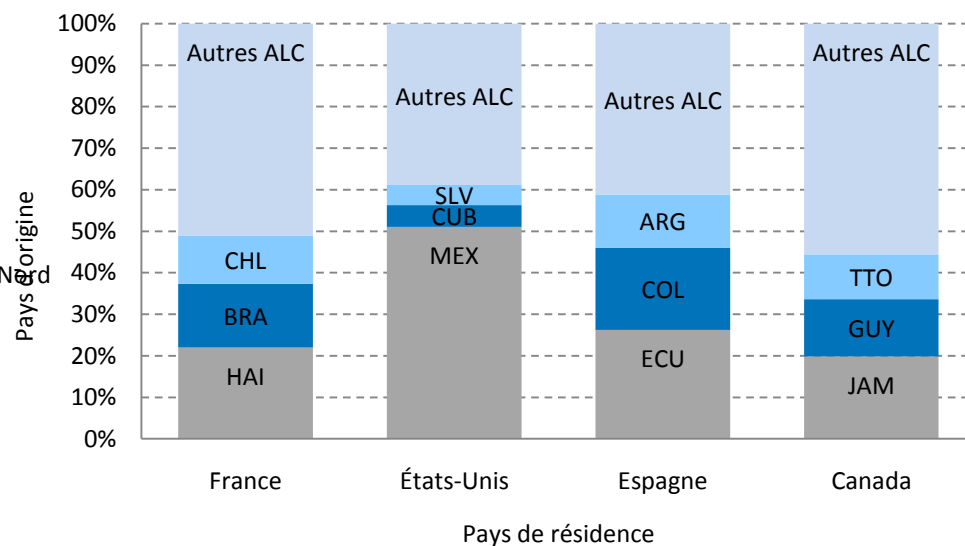 100%
90%
80%
70%
60%
50%
40%
30%
20%
10%
0%
Pays d'origine
Nord
Autres ALC
CHL
BRA
HAI
Autres ALC
SLV
CUB
MEX
Autres ALC
ARG
COL
ECU
Autres ALC
TTO
GUY
JAM
France
États-Unis
Espagne
Canada
Pays de résidence